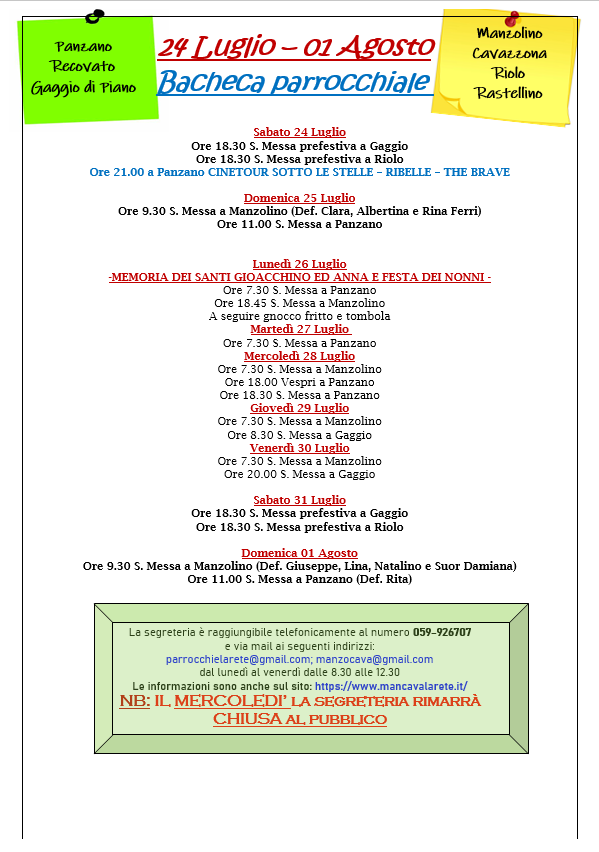 Panzano
Recovato
Gaggio di Piano
24 Luglio – 01 Agosto
Bacheca parrocchiale
Manzolino
Cavazzona
Riolo
Rastellino
Sabato 24 Luglio
Ore 18.30 S. Messa prefestiva a Gaggio
Ore 18.30 S. Messa prefestiva a Riolo
Ore 21.00 a Panzano CINETOUR SOTTO LE STELLE – RIBELLE – THE BRAVE
Domenica 25 Luglio
Ore 9.30 S. Messa a Manzolino (Def. Clara, Albertina e Rina Ferri)
Ore 11.00 S. Messa a Panzano
Lunedì 26 Luglio
-MEMORIA DEI SANTI GIOACCHINO ED ANNA E FESTA DEI NONNI -
Ore 7.30 S. Messa a Panzano
Ore 18.45 S. Messa a Manzolino
A seguire gnocco fritto e tombola
Martedì 27 Luglio
Ore 7.30 S. Messa a Panzano
Mercoledì 28 Luglio
Ore 7.30 S. Messa a Manzolino
Ore 18.00 Vespri a Panzano
Ore 18.30 S. Messa a Panzano
Giovedì 29 Luglio
Ore 7.30 S. Messa a Manzolino
Ore 8.30 S. Messa a Gaggio
Venerdì 30 Luglio
Ore 7.30 S. Messa a Manzolino
Ore 20.00 S. Messa a Gaggio
Sabato 31 Luglio
Ore 18.30 S. Messa prefestiva a Gaggio
Ore 18.30 S. Messa prefestiva a Riolo
Domenica 01 Agosto
Ore 9.30 S. Messa a Manzolino (Def. Giuseppe, Lina, Natalino e Suor Damiana)
Ore 11.00 S. Messa a Panzano (Def. Rita)
La segreteria è raggiungibile telefonicamente al numero 059-926707
e via mail ai seguenti indirizzi:
parrocchielarete@gmail.com; manzocava@gmail.com
dal lunedì al venerdì dalle 8.30 alle 12.30
Le informazioni sono anche sul sito: https://www.mancavalarete.it/
NB: IL MERCOLEDI’ LA SEGRETERIA RIMARRÀ
CHIUSA AL PUBBLICO